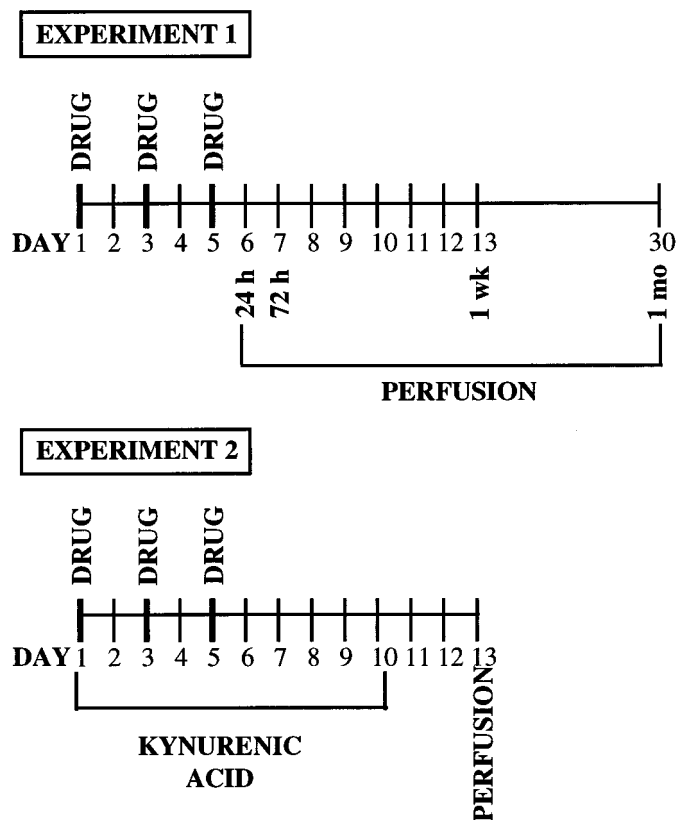 EXPERIMENT 1
DRUG DRUG DRUG
DAY 1 2 3 4 5 6 7 8 9 10 11 12 13 30
24 h 72 h 1 wk 1 mo
PERFUSION
EXPERIMENT 2
DRUG DRUG DRUG
DAY 1 2 3 4 5 6 7 8 9 10 11 12 13
KYNURENIC
ACID
PERFUSION